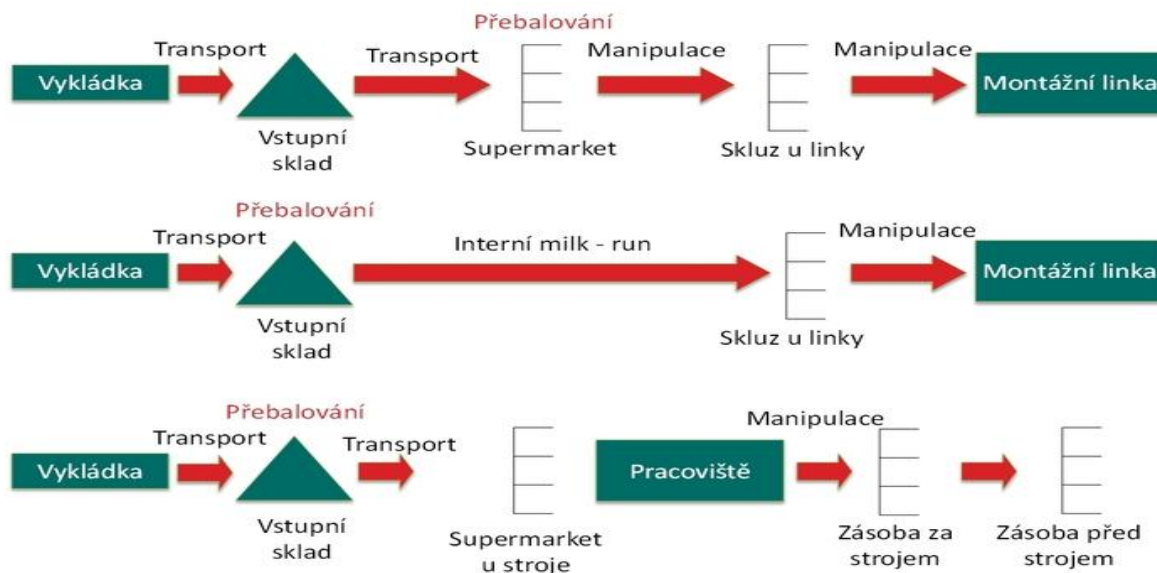 Přebalování
Transport
Transport
Manipulace
Manipulace
Vykládka
Montážní linka
Vstupní
sklad
Supermarket
Skluz u linky
Přebalování
Transport
Interní milk - run
Manipulace
Vykládka
Montážní linka
Vstupní
sklad
Skluz u linky
Přebalování
Transport
Transport
Manipulace
Vykládka
Pracoviště
Vstupní
sklad
Supermarket
u stroje
Zásoba za
strojem
Zásoba před
strojem